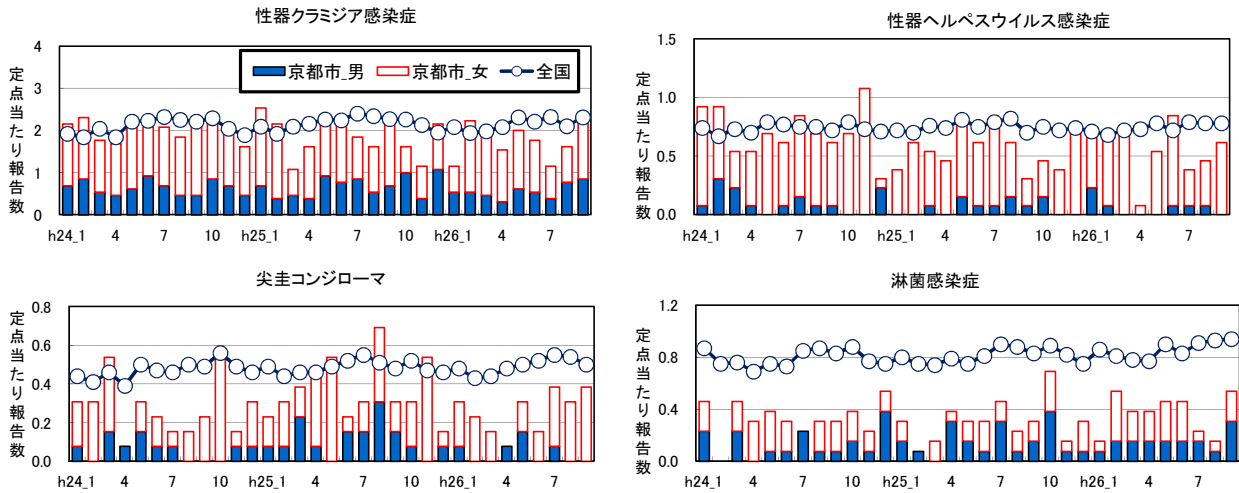 性器クラミジア感染症
定点当たり報告数
4
3
2
1
0
京都市_男 京都市_女 全国
h24_1 4 7 10 h25_1 4 7 10 h26_1 4 7
性器ヘルペスウイルス感染症
定点当たり報告数
1.5
1.0
0.5
0.0
h24_1 4 7 10 h25_1 4 7 10 h26_1 4 7
尖圭コンジローマ
定点当たり報告数
0.8
0.6
0.4
0.2
0.0
h24_1 4 7 10 h25_1 4 7 10 h26_1 4 7
淋菌感染症
定点当たり報告数
1.2
0.8
0.4
0.0
h24_1 4 7 10 h25_1 4 7 10 h26_1 4 7